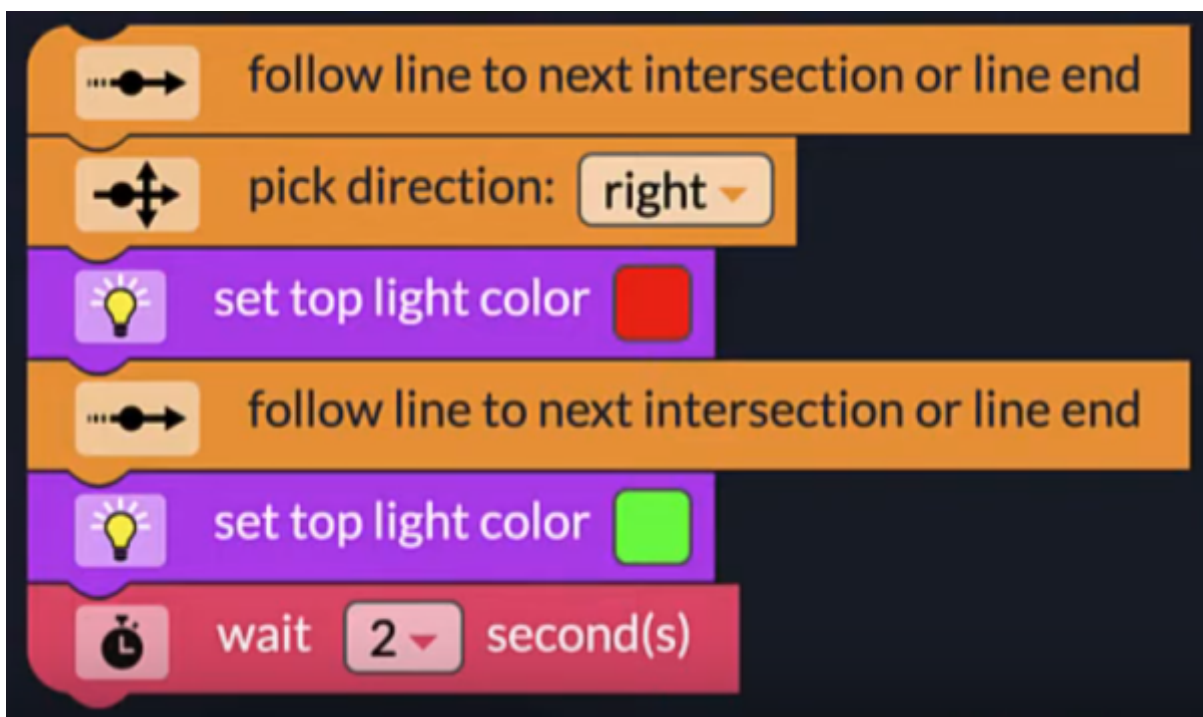 follow line to next intersection or line end
pick direction: right
set top light color
follow line to next intersection or line end
set top light color
wait 2 second(s)